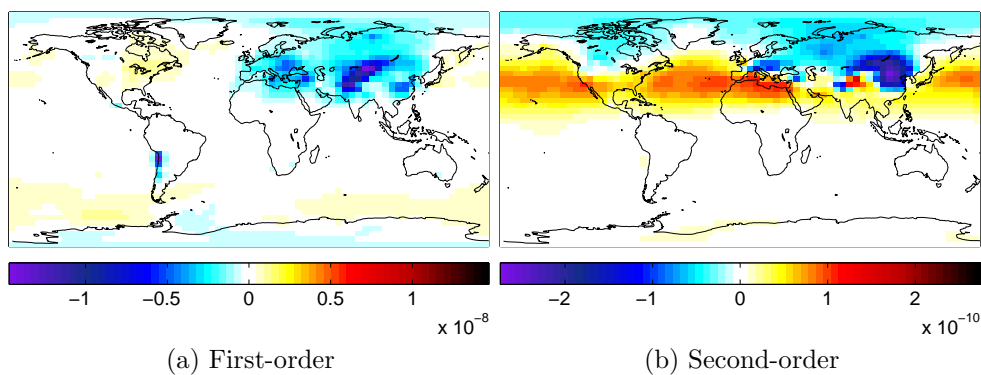 −1 −0.5 0 0.5 1
x 10⁻⁸
(a) First-order
−2 −1 0 1 2
x 10⁻¹⁰
(b) Second-order